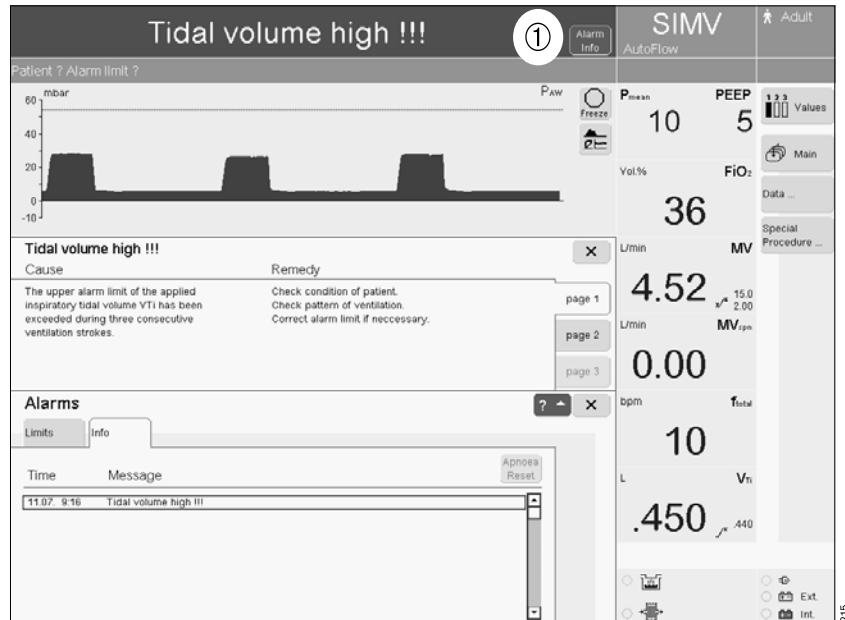 Tidal volume high !!!
1
Alarm Info
SIMV
AutoFlow
Adult
Patient ? Alarm limit ?
mbar
PAW
60
40
20
0
-10
Freeze
Pmean
PEEP
10
5
1 2 3
Values
Main
Data ...
Special Procedure ...
Vol.%
FiO2
36
L/min
MV
4.52
15.0
2.00
L/min
MVspn
0.00
bpm
ftotal
10
L
VTi
.450
.440
Tidal volume high !!!
Cause
Remedy
The upper alarm limit of the applied
inspiratory tidal volume VTi has been
exceeded during three consecutive
ventilation strokes.
Check condition of patient.
Check pattern of ventilation.
Correct alarm limit if neccessary.
page 1
page 2
page 3
Alarms
?
Limits
Info
Time
Message
Apnoea Reset
11.07. 9:16 Tidal volume high !!!
Ext.
Int.